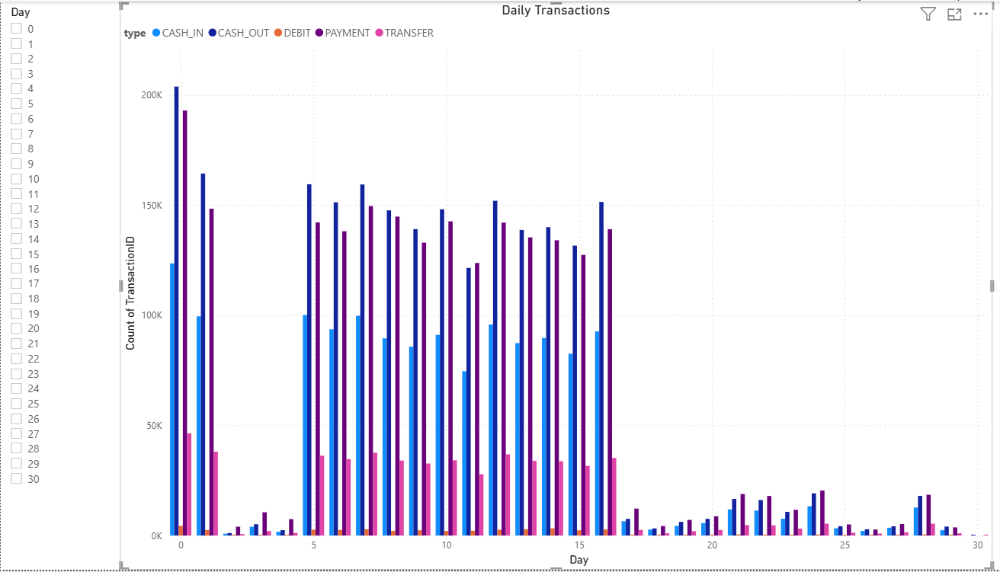 Day
0
1
2
3
4
5
6
7
8
9
10
11
12
13
14
15
16
17
18
19
20
21
22
23
24
25
26
27
28
29
30
Daily Transactions
type CASH_IN CASH_OUT DEBIT PAYMENT TRANSFER
Count of TransactionID
200K
150K
100K
50K
0K
0 5 10 15 20 25 30
Day